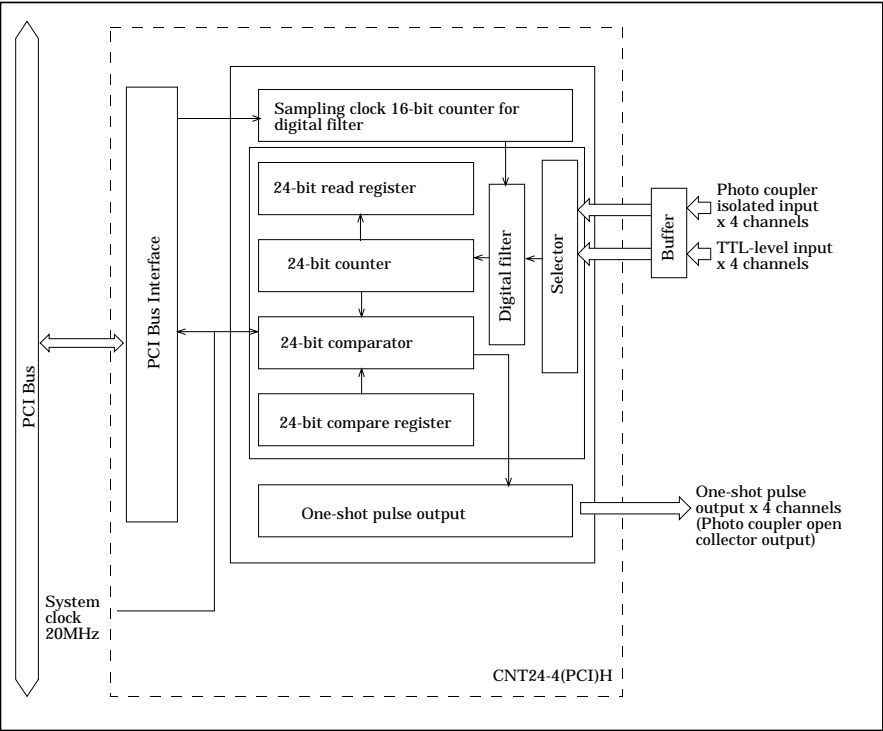 Sampling clock 16-bit counter for
digital filter
24-bit read register
24-bit counter
24-bit comparator
24-bit compare register
One-shot pulse output
Digital filter
Selector
Buffer
Photo coupler
isolated input
x 4 channels
TTL-level input
x 4 channels
PCI Bus Interface
PCI Bus
One-shot pulse
output x 4 channels
(Photo coupler open
collector output)
System
clock
20MHz
CNT24-4(PCI)H